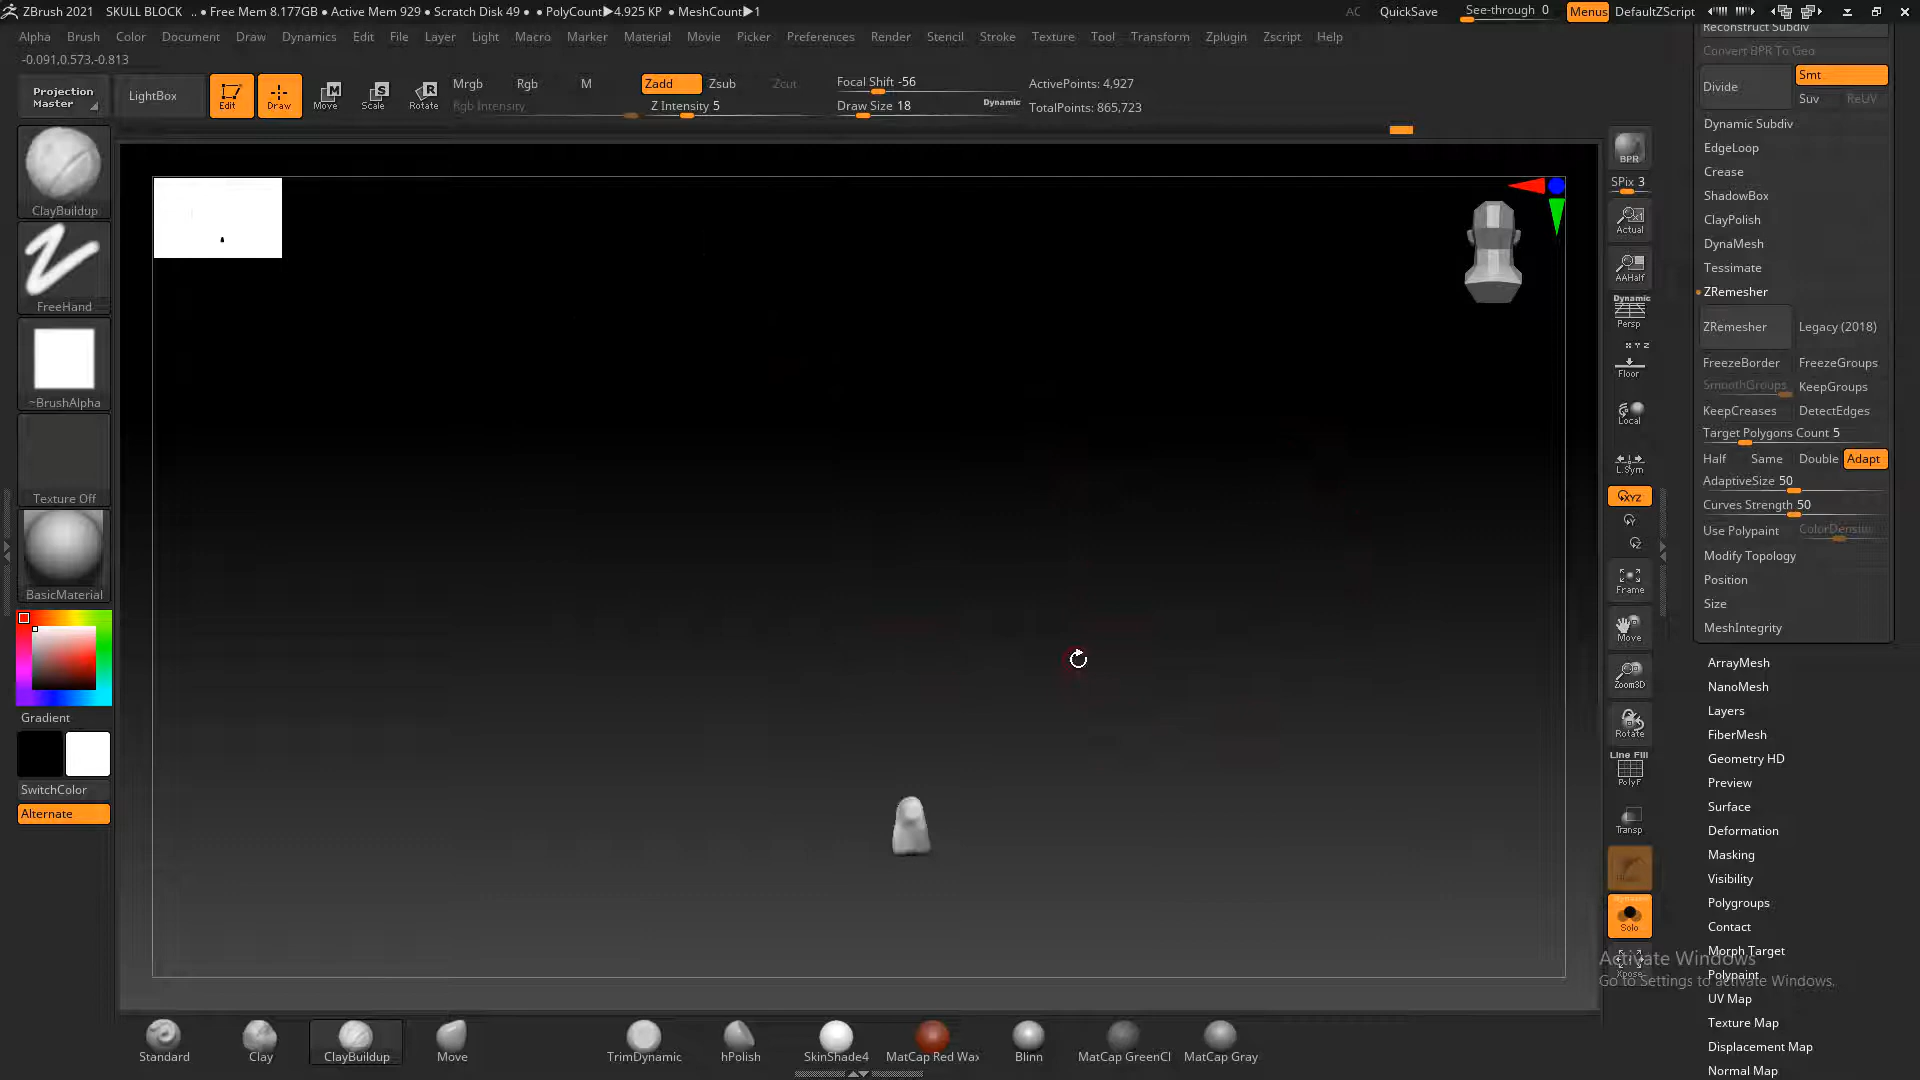 ZBrush 2021 SKULL BLOCK .. ● Free Mem 8.177GB ● Active Mem 929 ● Scratch Disk 49 ● ● PolyCount▶4.925 KP ● MeshCount▶1 AC QuickSave See-through 0 Menus DefaultZScript
Alpha Brush Color Document Draw Dynamics Edit File Layer Light Macro Marker Material Movie Picker Preferences Render Stencil Stroke Texture Tool Transform Zplugin Zscript Help
-0.091,0.573,-0.813
Projection Master
LightBox
Edit
Draw
Move
Scale
Rotate
Mrgb Rgb M
Rgb Intensity
Zadd Zsub Zcut
Z Intensity 5
Focal Shift -56
Draw Size 18
Dynamic
ActivePoints: 4,927
TotalPoints: 865,723
ClayBuildup
FreeHand
~BrushAlpha
Texture Off
BasicMaterial
Gradient
SwitchColor
Alternate
BPR
SPix 3
Actual
AAHalf
Dynamic
Persp
X Y Z
Floor
Local
L.Sym
XYZ
Y
Z
Frame
Move
Zoom3D
Rotate
Line Fill
PolyF
Transp
Solo
Xpose
Reconstruct Subdiv
Convert BPR To Geo
Divide Smt
Suv ReUV
Dynamic Subdiv
EdgeLoop
Crease
ShadowBox
ClayPolish
DynaMesh
Tessimate
ZRemesher
ZRemesher Legacy (2018)
FreezeBorder FreezeGroups
SmoothGroups KeepGroups
KeepCreases DetectEdges
Target Polygons Count 5
Half Same Double Adapt
AdaptiveSize 50
Curves Strength 50
Use Polypaint ColorDensity
Modify Topology
Position
Size
MeshIntegrity
ArrayMesh
NanoMesh
Layers
FiberMesh
Geometry HD
Preview
Surface
Deformation
Masking
Visibility
Polygroups
Contact
Morph Target
Activate Windows
Polypaint
Go to Settings to activate Windows.
UV Map
Texture Map
Displacement Map
Normal Map
Standard Clay ClayBuildup Move TrimDynamic hPolish SkinShade4 MatCap Red Wax Blinn MatCap GreenCl MatCap Gray